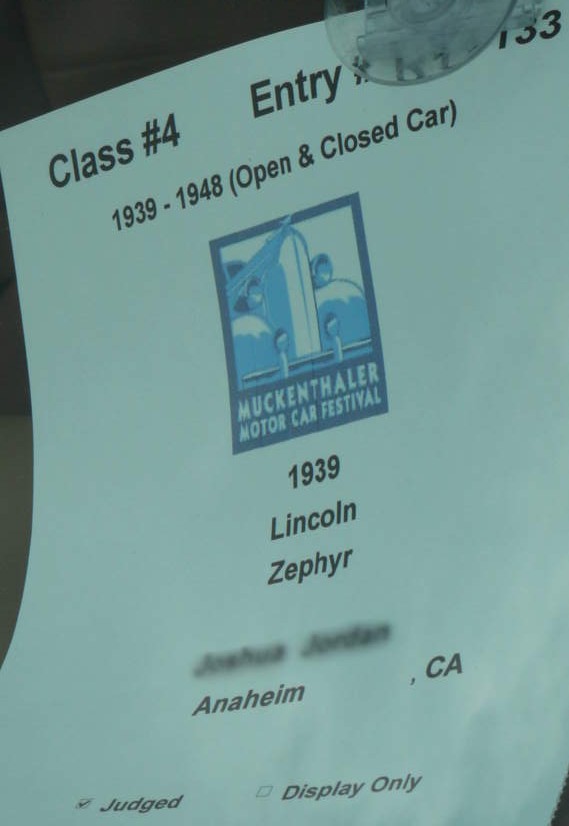 Class #4 Entry # 133
1939 - 1948 (Open & Closed Car)
MUCKENTHALER
MOTOR CAR FESTIVAL
1939
Lincoln
Zephyr
Anaheim , CA
Judged Display Only